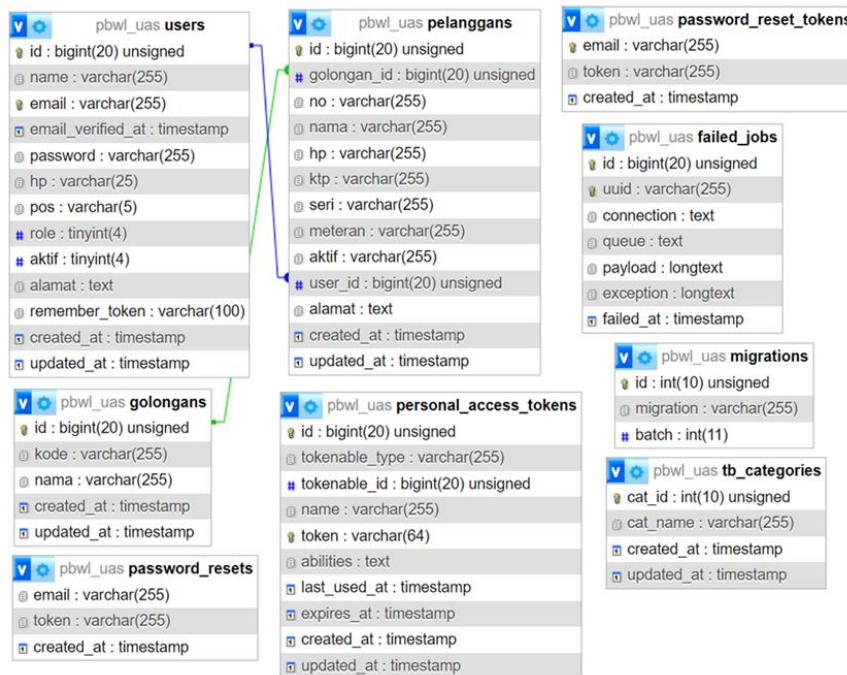 pbwl_uas users
id : bigint(20) unsigned
name : varchar(255)
email : varchar(255)
email_verified_at : timestamp
password : varchar(255)
hp : varchar(25)
pos : varchar(5)
role : tinyint(4)
aktif : tinyint(4)
alamat : text
remember_token : varchar(100)
created_at : timestamp
updated_at : timestamp
pbwl_uas golongans
id : bigint(20) unsigned
kode : varchar(255)
nama : varchar(255)
created_at : timestamp
updated_at : timestamp
pbwl_uas password_resets
email : varchar(255)
token : varchar(255)
created_at : timestamp
pbwl_uas pelanggans
id : bigint(20) unsigned
golongan_id : bigint(20) unsigned
no : varchar(255)
nama : varchar(255)
hp : varchar(255)
ktp : varchar(255)
seri : varchar(255)
meteran : varchar(255)
aktif : varchar(255)
user_id : bigint(20) unsigned
alamat : text
created_at : timestamp
updated_at : timestamp
pbwl_uas personal_access_tokens
id : bigint(20) unsigned
tokenable_type : varchar(255)
tokenable_id : bigint(20) unsigned
name : varchar(255)
token : varchar(64)
abilities : text
last_used_at : timestamp
expires_at : timestamp
created_at : timestamp
updated_at : timestamp
pbwl_uas password_reset_tokens
email : varchar(255)
token : varchar(255)
created_at : timestamp
pbwl_uas failed_jobs
id : bigint(20) unsigned
uuid : varchar(255)
connection : text
queue : text
payload : longtext
exception : longtext
failed_at : timestamp
pbwl_uas migrations
id : int(10) unsigned
migration : varchar(255)
batch : int(11)
pbwl_uas tb_categories
cat_id : int(10) unsigned
cat_name : varchar(255)
created_at : timestamp
updated_at : timestamp